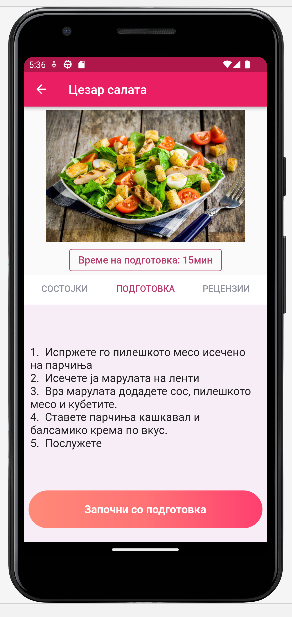 5:36
Цезар салата
Време на подготовка: 15мин
СОСТОЈКИ ПОДГОТОВКА РЕЦЕНЗИИ
1. Испржете го пилешкото месо исечено
на парчиња
2. Исечете ја марулата на ленти
3. Врз марулата додадете сос, пилешкото
месо и кубетите.
4. Ставете парчиња кашкавал и
балсамико крема по вкус.
5. Послужете
Започни со подготовка